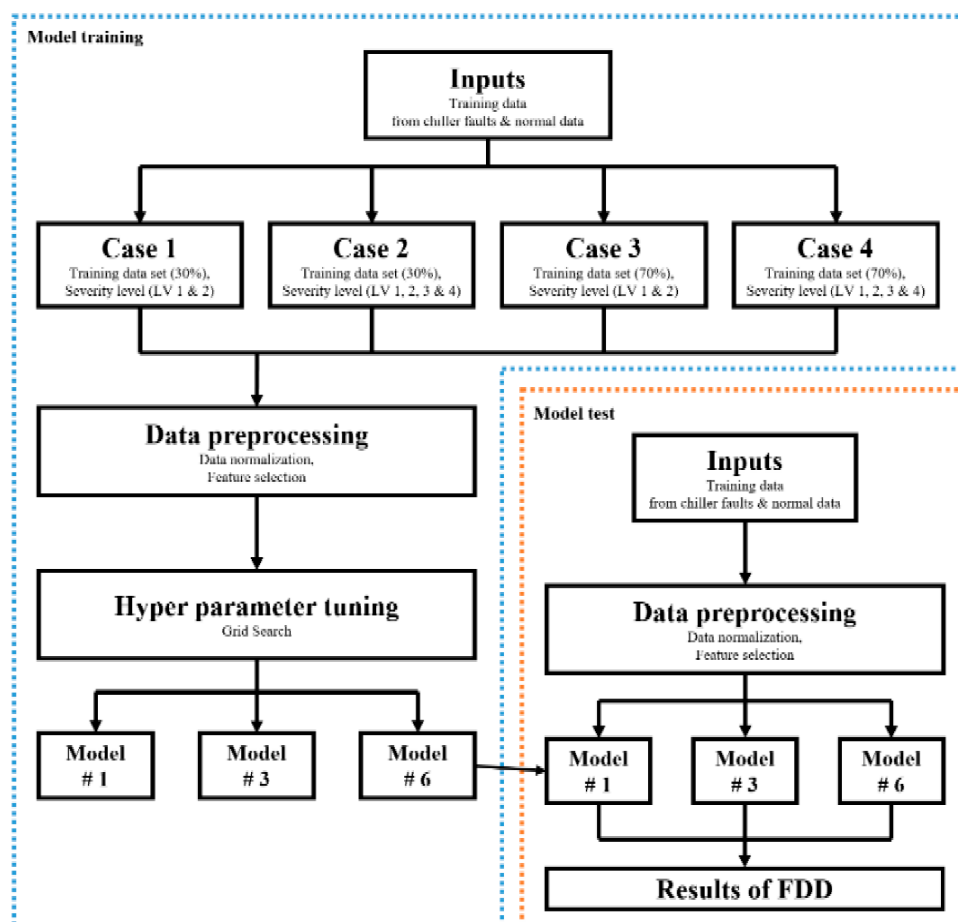 Model training
Inputs
Training data
from chiller faults & normal data
Case 1
Training data set (30%),
Severity level (LV 1 & 2)
Case 2
Training data set (30%),
Severity level (LV 1, 2, 3 & 4)
Case 3
Training data set (70%),
Severity level (LV 1 & 2)
Case 4
Training data set (70%),
Severity level (LV 1, 2, 3 & 4)
Data preprocessing
Data normalization,
Feature selection
Hyper parameter tuning
Grid Search
Model
# 1
Model
# 3
Model
# 6
Model test
Inputs
Training data
from chiller faults & normal data
Data preprocessing
Data normalization,
Feature selection
Model
# 1
Model
# 3
Model
# 6
Results of FDD